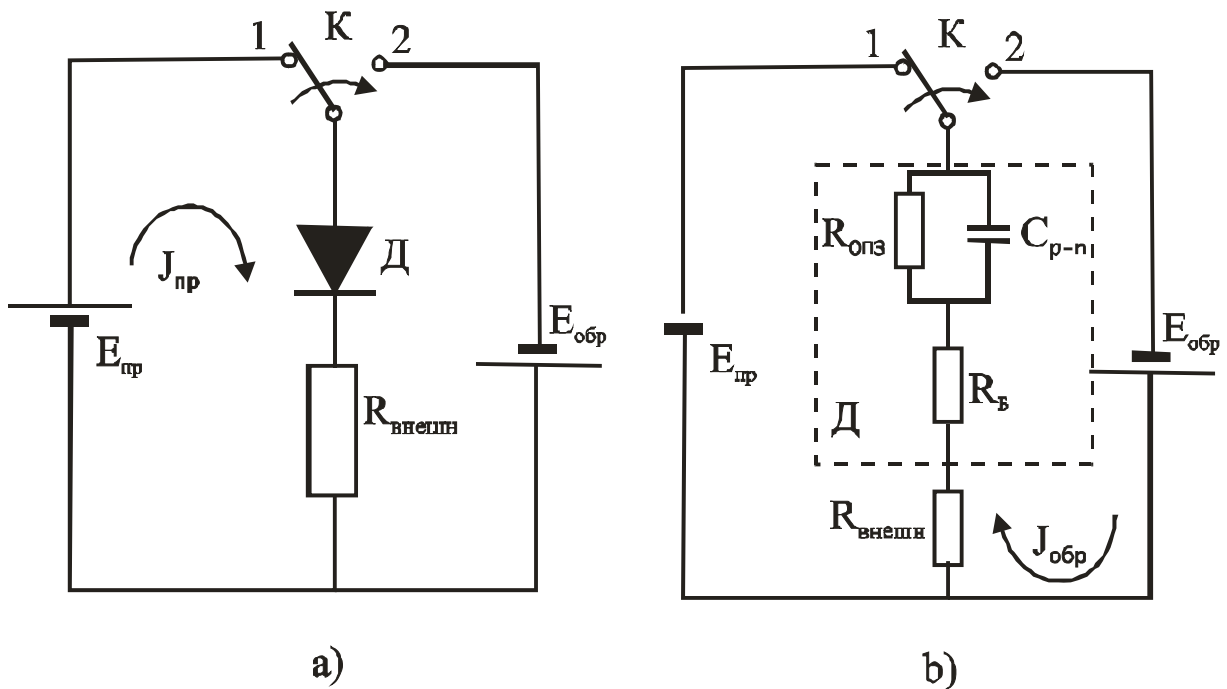 1 К 2
J пр
Д
E пр
E обр
R внешн
а)
1 К 2
R ОПЗ
C p-n
E пр
E обр
R Б
Д
R внешн
J обр
b)